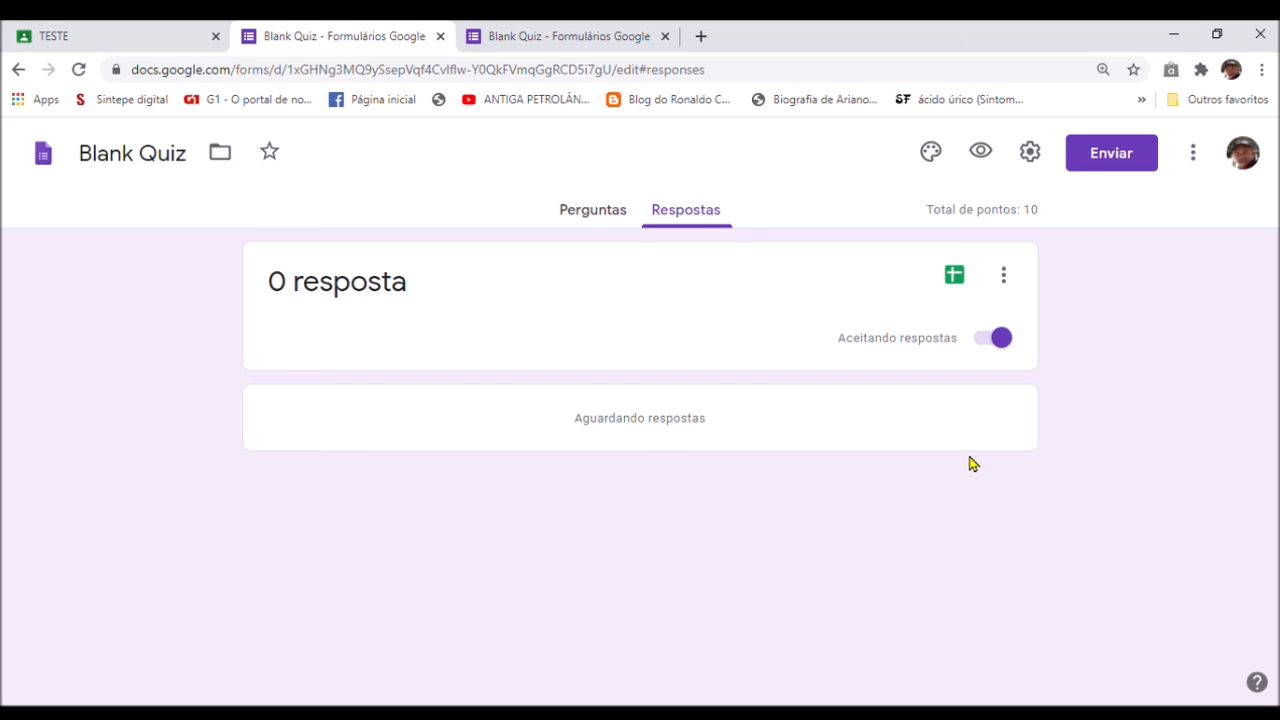 TESTE
Blank Quiz - Formulários Google
Blank Quiz - Formulários Google
docs.google.com/forms/d/1xGHNg3MQ9ySsepVqf4Cvlflw-Y0QkFVmqGgRCD5i7gU/edit#responses
Apps
S Sintepe digital
G1 G1 - O portal de no...
Página inicial
ANTIGA PETROLÂN...
Blog do Ronaldo C...
Biografia de Ariano...
SF ácido úrico (Sintom...
»
Outros favoritos
Blank Quiz
Enviar
Perguntas
Respostas
Total de pontos: 10
0 resposta
Aceitando respostas
Aguardando respostas